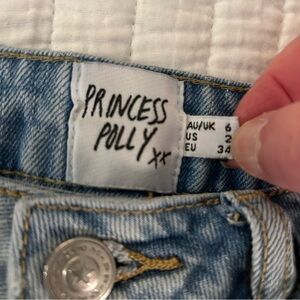 PRINCESS
POLLY xx
AU/UK 6
US 2
EU 34